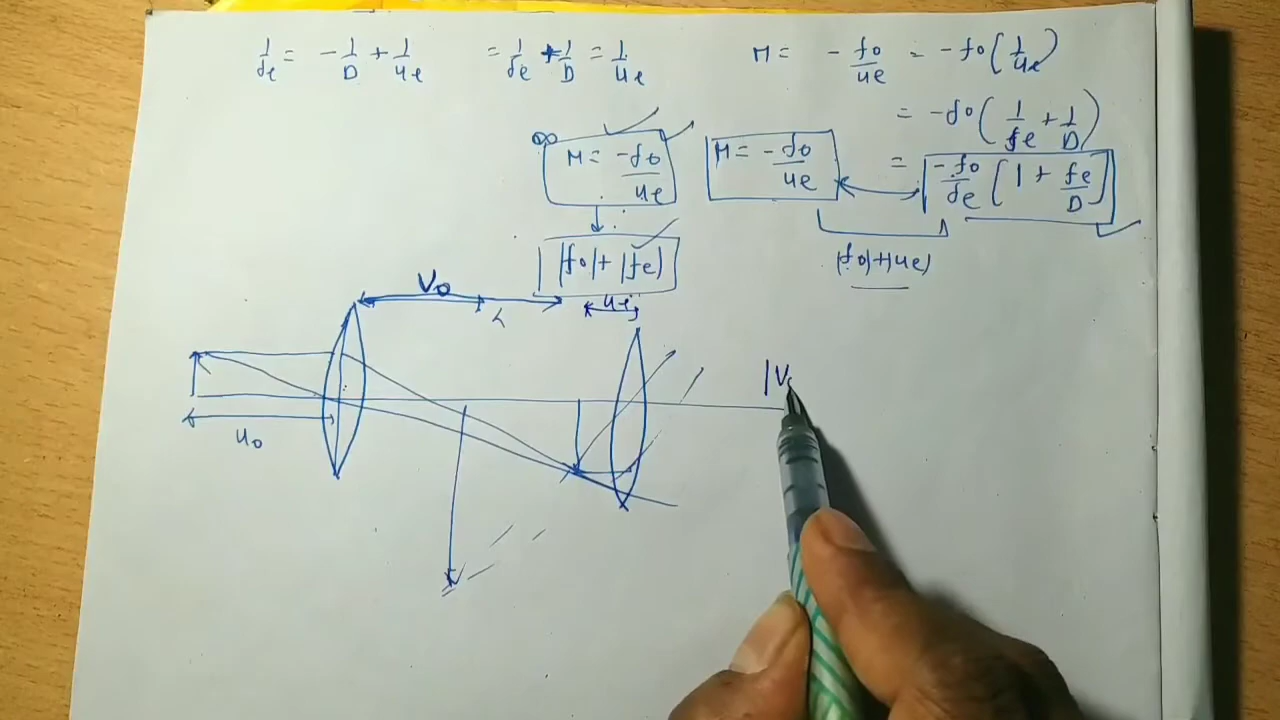 1/fe = - 1/D + 1/ue = 1/fe + 1/D = 1/ue
M = - fo/ue = - fo (1/ue)
= - fo (1/fe + 1/D)
= -fo/fe [1 + fe/D]
∞ M = -fo/ue
M = -fo/ue
|fo| + |fe|
|fo| + |ue|
Vo
L
ue
uo
|Vo